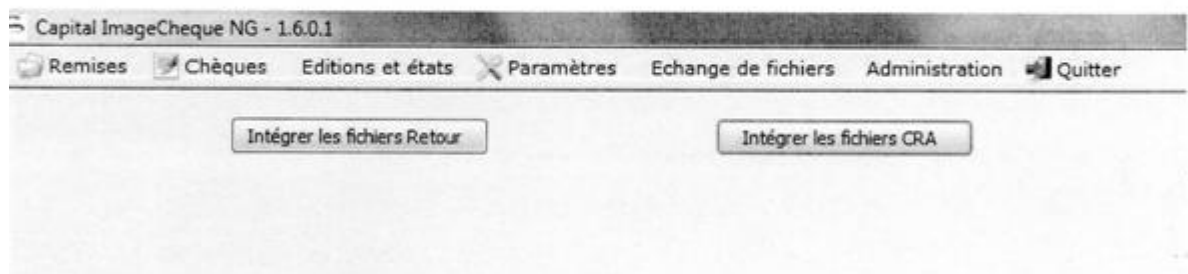 Capital ImageCheque NG - 1.6.0.1
Remises Chèques Editions et états Paramètres Echange de fichiers Administration Quitter
Intégrer les fichiers Retour Intégrer les fichiers CRA